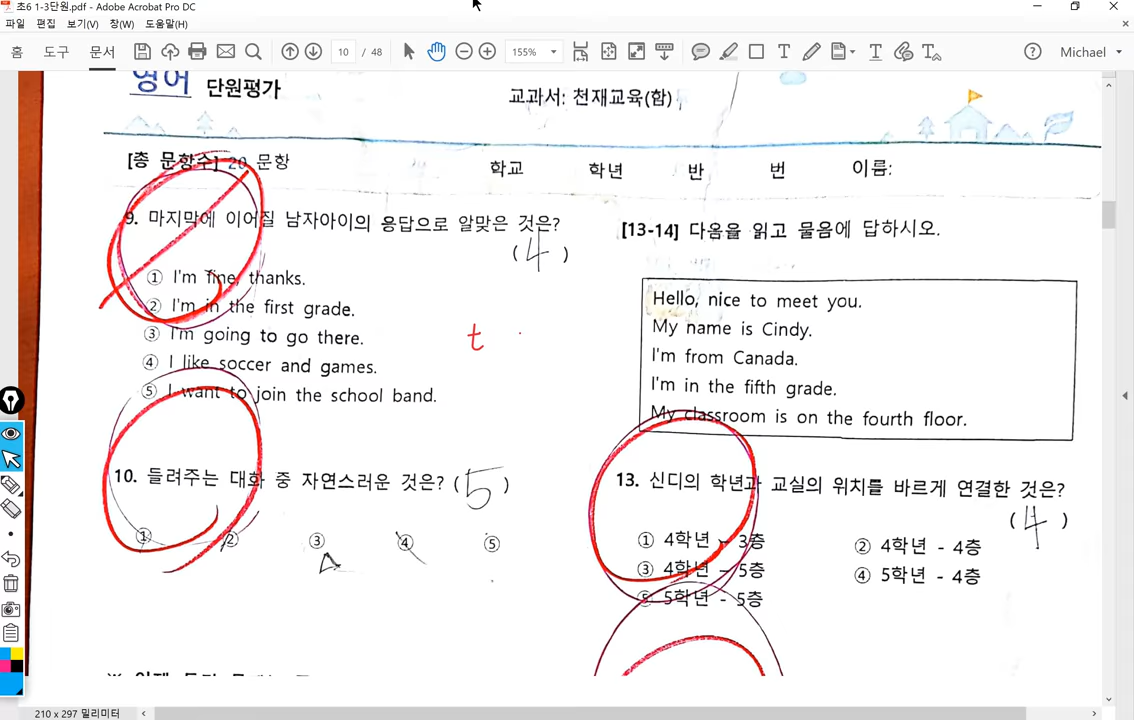 초6 1-3단원.pdf - Adobe Acrobat Pro DC
파일 편집 보기(V) 창(W) 도움말(H)
홈 도구 문서 10 / 48 155% Michael
영어 단원평가
교과서: 천재교육(함)
[총 문항수] 20 문항 학교 학년 반 번 이름:
9. 마지막에 이어질 남자아이의 응답으로 알맞은 것은?
( 4 )
① I'm fine, thanks.
② I'm in the first grade.
③ I'm going to go there.
④ I like soccer and games.
⑤ I want to join the school band.
t
10. 들려주는 대화 중 자연스러운 것은? ( 5 )
① ② ③ ④ ⑤
[13-14] 다음을 읽고 물음에 답하시오.
Hello, nice to meet you.
My name is Cindy.
I'm from Canada.
I'm in the fifth grade.
My classroom is on the fourth floor.
13. 신디의 학년과 교실의 위치를 바르게 연결한 것은?
( 4 )
① 4학년 - 3층 ② 4학년 - 4층
③ 4학년 - 5층 ④ 5학년 - 4층
⑤ 5학년 - 5층
210 x 297 밀리미터